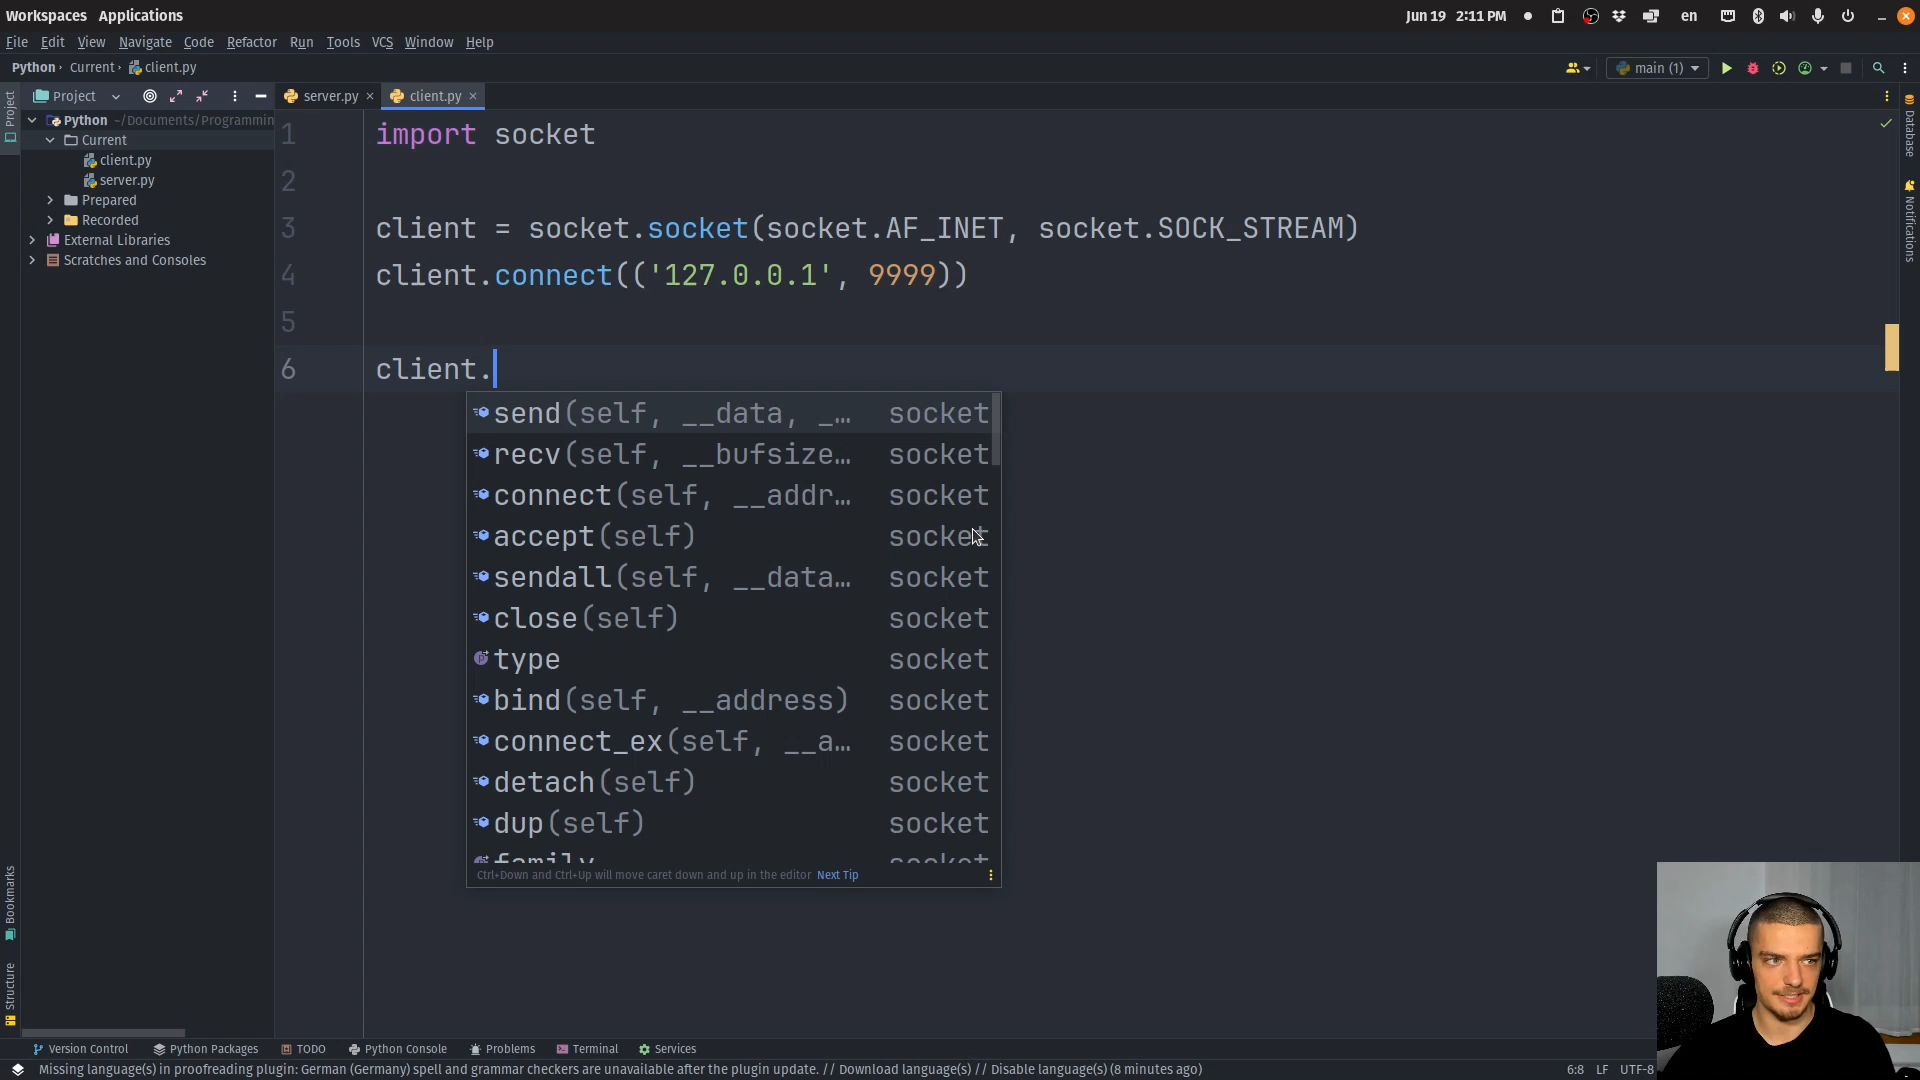 Workspaces Applications
Jun 19 2:11 PM
en
File Edit View Navigate Code Refactor Run Tools VCS Window Help
Python Current client.py
main (1)
Project
server.py
client.py
Project
Python ~/Documents/Programmin
Current
client.py
server.py
Prepared
Recorded
External Libraries
Scratches and Consoles
Bookmarks
Structure
Database
Notifications
1 import socket
2
3 client = socket.socket(socket.AF_INET, socket.SOCK_STREAM)
4 client.connect(('127.0.0.1', 9999))
5
6 client.
send(self, __data, _… socket
recv(self, __bufsize… socket
connect(self, __addr… socket
accept(self) socket
sendall(self, __data… socket
close(self) socket
type socket
bind(self, __address) socket
connect_ex(self, __a… socket
detach(self) socket
dup(self) socket
family socket
Ctrl+Down and Ctrl+Up will move caret down and up in the editor Next Tip
Version Control Python Packages TODO Python Console Problems Terminal Services
Missing language(s) in proofreading plugin: German (Germany) spell and grammar checkers are unavailable after the plugin update. // Download language(s) // Disable language(s) (8 minutes ago)
6:8 LF UTF-8